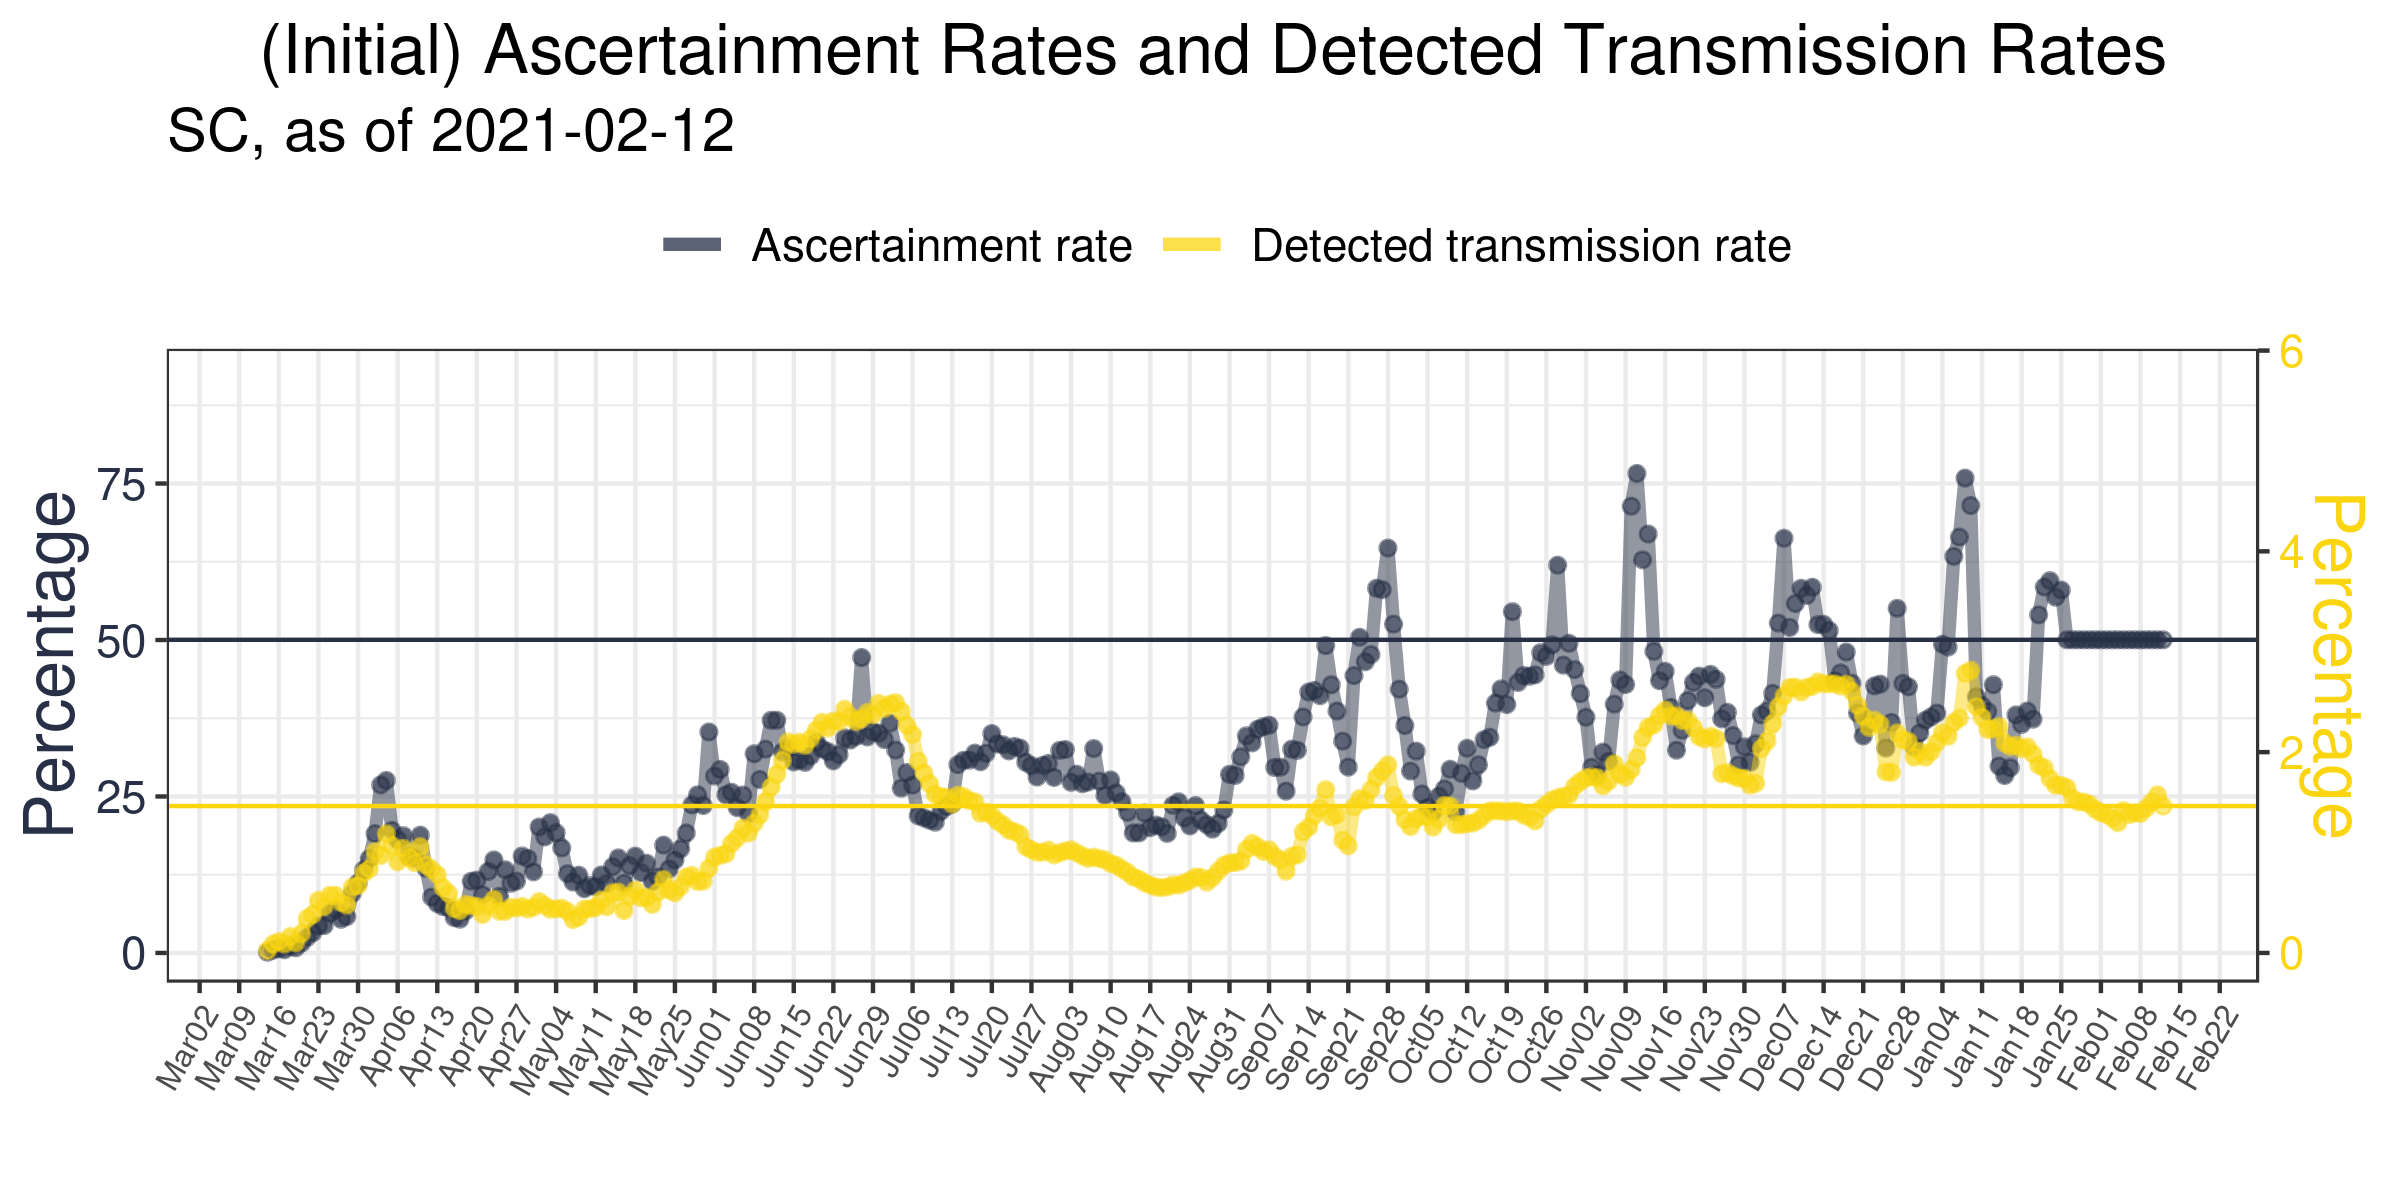 (Initial) Ascertainment Rates and Detected Transmission Rates
SC, as of 2021-02-12
Ascertainment rate
Detected transmission rate
Percentage
75
50
25
0
6
4
2
0
Percentage
Mar02
Mar09
Mar16
Mar23
Mar30
Apr06
Apr13
Apr20
Apr27
May04
May11
May18
May25
Jun01
Jun08
Jun15
Jun22
Jun29
Jul06
Jul13
Jul20
Jul27
Aug03
Aug10
Aug17
Aug24
Aug31
Sep07
Sep14
Sep21
Sep28
Oct05
Oct12
Oct19
Oct26
Nov02
Nov09
Nov16
Nov23
Nov30
Dec07
Dec14
Dec21
Dec28
Jan04
Jan11
Jan18
Jan25
Feb01
Feb08
Feb15
Feb22